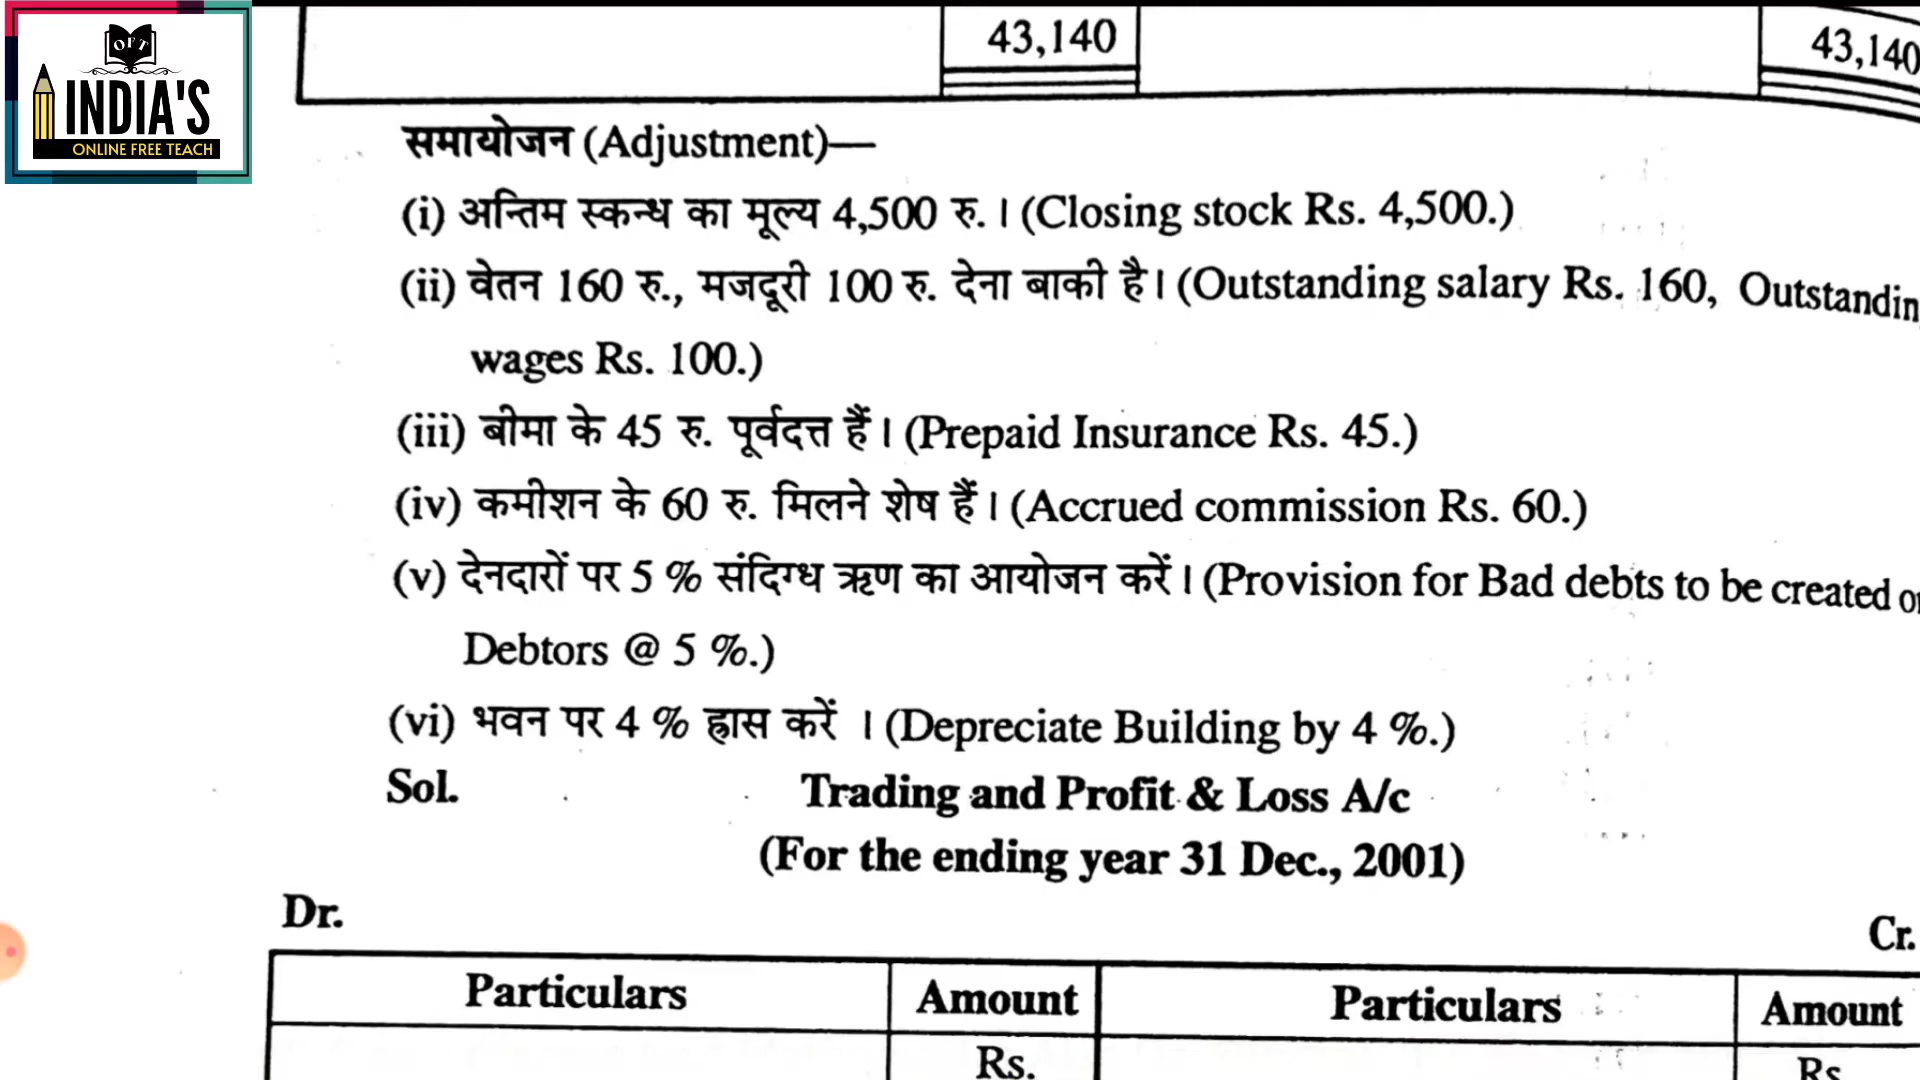 OFT
INDIA'S
ONLINE FREE TEACH
43,140 43,140
समायोजन (Adjustment)—
(i) अन्तिम स्कन्ध का मूल्य 4,500 रु. । (Closing stock Rs. 4,500.)
(ii) वेतन 160 रु., मजदूरी 100 रु. देना बाकी है। (Outstanding salary Rs. 160, Outstandin
wages Rs. 100.)
(iii) बीमा के 45 रु. पूर्वदत्त हैं। (Prepaid Insurance Rs. 45.)
(iv) कमीशन के 60 रु. मिलने शेष हैं। (Accrued commission Rs. 60.)
(v) देनदारों पर 5 % संदिग्ध ऋण का आयोजन करें। (Provision for Bad debts to be created on
Debtors @ 5 %.)
(vi) भवन पर 4 % ह्रास करें । (Depreciate Building by 4 %.)
Sol. Trading and Profit & Loss A/c
(For the ending year 31 Dec., 2001)
Dr. Cr.
Particulars Amount Particulars Amount
Rs. Rs